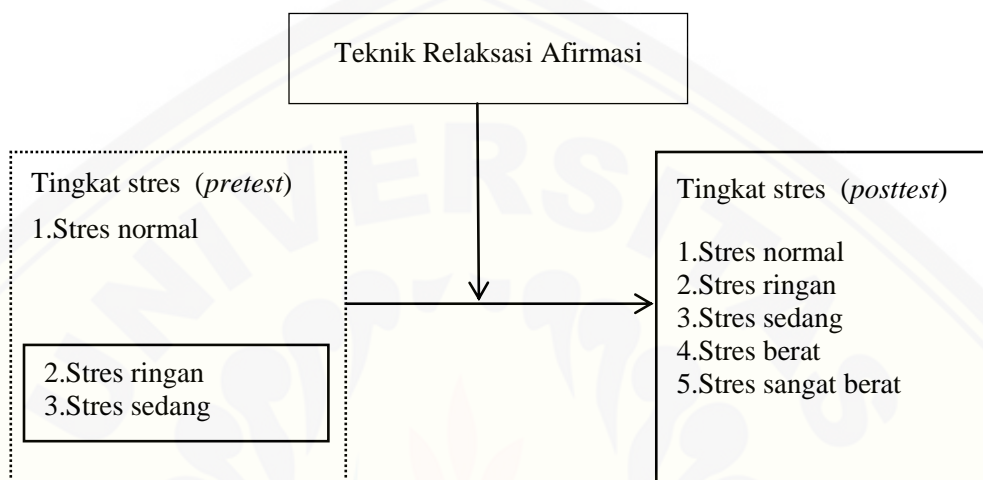 Teknik Relaksasi Afirmasi
Tingkat stres (pretest)
1.Stres normal
2.Stres ringan
3.Stres sedang
Tingkat stres (posttest)
1.Stres normal
2.Stres ringan
3.Stres sedang
4.Stres berat
5.Stres sangat berat
UNIVERSITAS